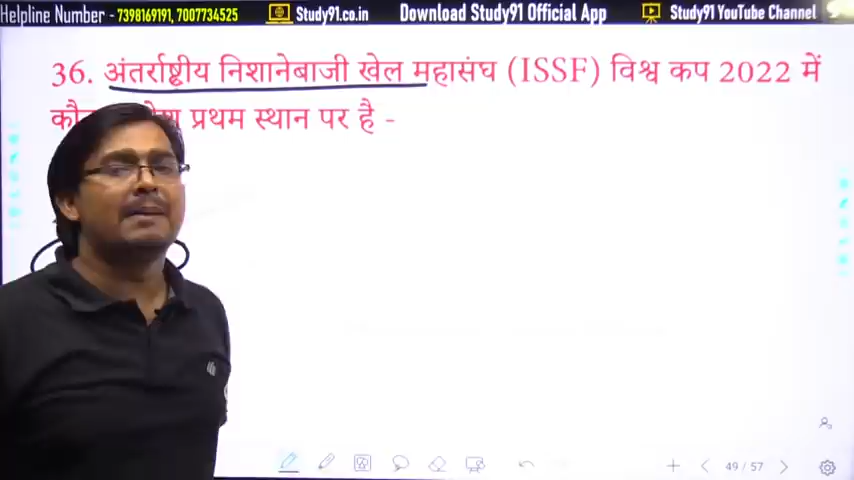 Helpline Number - 7398169191, 7007734525 Study91.co.in Download Study91 Official App Study91 YouTube Channel
36. अंतर्राष्ट्रीय निशानेबाजी खेल महासंघ (ISSF) विश्व कप 2022 में
प्रथम स्थान पर है -
49 / 57